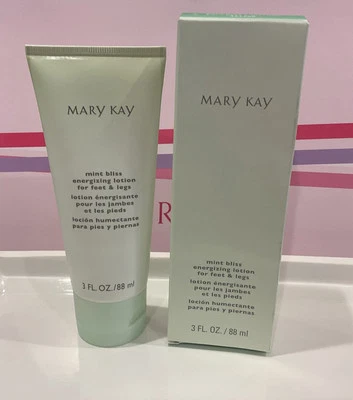 MARY KAY
mint bliss
energizing lotion
for feet & legs
lotion énergisante
pour les jambes
et les pieds
loción humectante
para pies y piernas
3 FL. OZ./88 ml
R
MARY KAY
mint bliss
energizing lotion
for feet & legs
lotion énergisante
pour les jambes
et les pieds
loción humectante
para pies y piernas
3 FL. OZ. / 88 ml